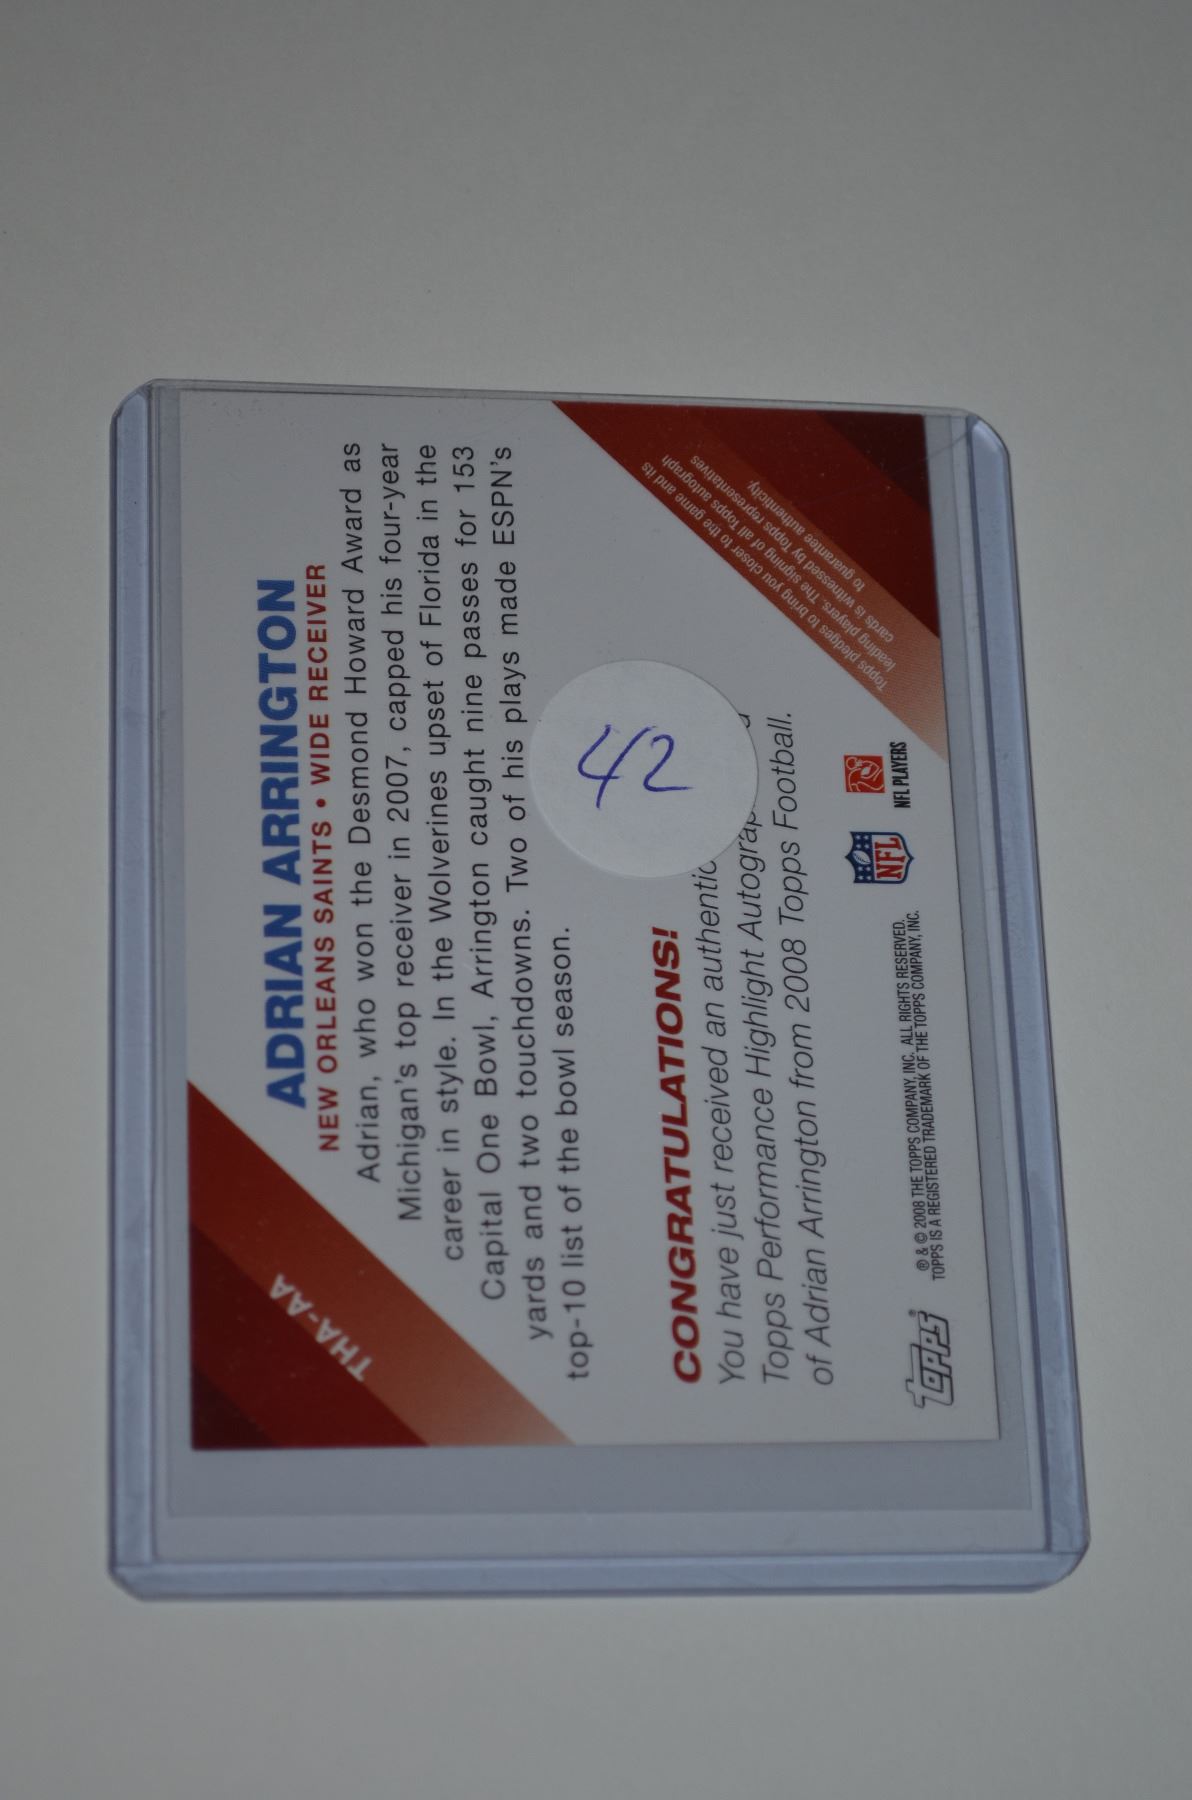 THA-AA
ADRIAN ARRINGTON
NEW ORLEANS SAINTS • WIDE RECEIVER
Adrian, who won the Desmond Howard Award as
Michigan's top receiver in 2007, capped his four-year
career in style. In the Wolverines upset of Florida in the
Capital One Bowl, Arrington caught nine passes for 153
yards and two touchdowns. Two of his plays made ESPN's
top-10 list of the bowl season.
42
CONGRATULATIONS!
You have just received an authentic
Topps Performance Highlight Autograp
of Adrian Arrington from 2008 Topps Football.
Topps pledges to bring you closer to the game and its
leading players. The signing of all Topps autograph
cards is witnessed by Topps representatives
to guarantee authenticity.
Topps®
® & © 2008 THE TOPPS COMPANY, INC. ALL RIGHTS RESERVED.
TOPPS IS A REGISTERED TRADEMARK OF THE TOPPS COMPANY, INC.
NFL
NFL PLAYERS